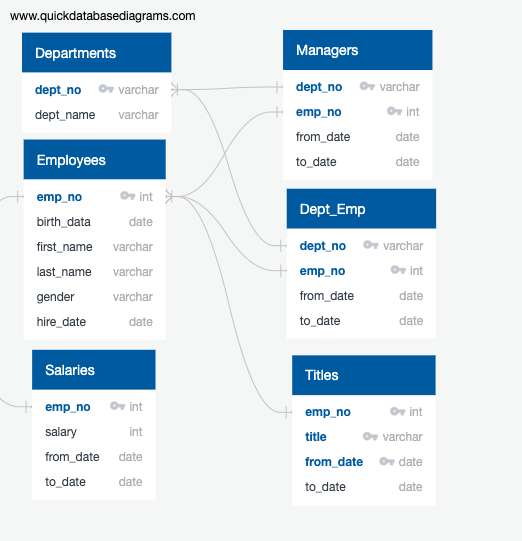 www.quickdatabasediagrams.com
Departments
dept_no varchar
dept_name varchar
Employees
emp_no int
birth_data date
first_name varchar
last_name varchar
gender varchar
hire_date date
Salaries
emp_no int
salary int
from_date date
to_date date
Managers
dept_no varchar
emp_no int
from_date date
to_date date
Dept_Emp
dept_no varchar
emp_no int
from_date date
to_date date
Titles
emp_no int
title varchar
from_date date
to_date date